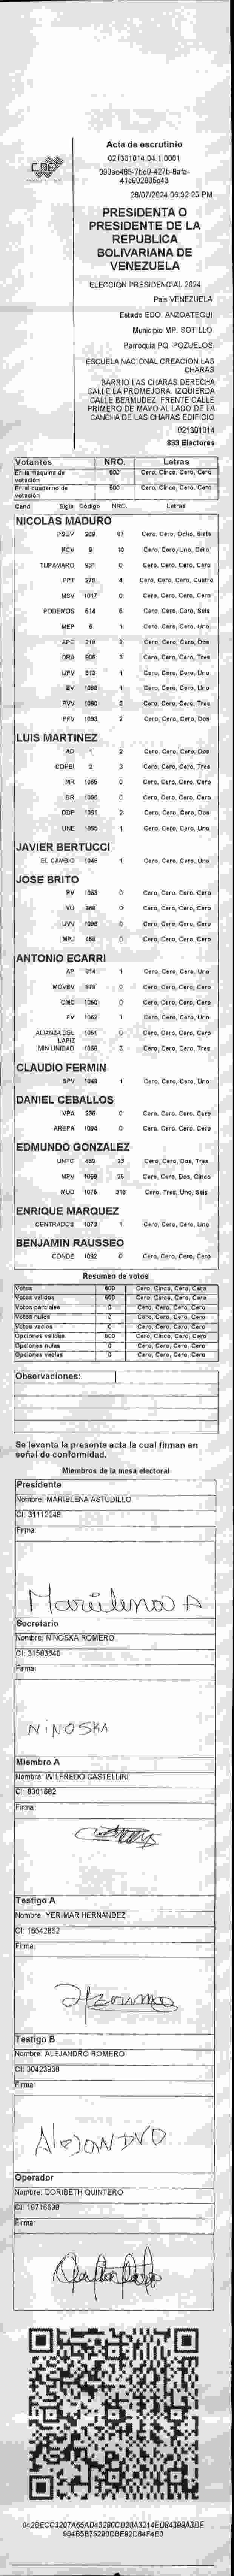 CNE
Acta de escrutinio
021301014.04.1.0001
090ae485-7be0-427b-8afa-
41c902805c43
28/07/2024 06:32:25 PM
PRESIDENTA O
PRESIDENTE DE LA
REPUBLICA
BOLIVARIANA DE
VENEZUELA
ELECCIÓN PRESIDENCIAL 2024
País VENEZUELA
Estado EDO. ANZOATEGUI
Municipio MP. SOTILLO
Parroquia PQ. POZUELOS
ESCUELA NACIONAL CREACION LAS
CHARAS
BARRIO LAS CHARAS DERECHA
CALLE LA PROMEJORA. IZQUIERDA
CALLE BERMUDEZ. FRENTE CALLE
PRIMERO DE MAYO AL LADO DE LA
CANCHA DE LAS CHARAS EDIFICIO
021301014
833 Electores
Votantes NRO. Letras
En la maquina de votación 500 Cero, Cinco, Cero, Cero
En el cuaderno de votación 500 Cero, Cinco, Cero, Cero
Cand Sigla Código NRO. Letras
NICOLAS MADURO
PSUV 269 87 Cero, Cero, Ocho, Siete
PCV 9 10 Cero, Cero, Uno, Cero
TUPAMARO 931 0 Cero, Cero, Cero, Cero
PPT 276 4 Cero, Cero, Cero, Cuatro
MSV 1017 0 Cero, Cero, Cero, Cero
PODEMOS 514 6 Cero, Cero, Cero, Seis
MEP 6 1 Cero, Cero, Cero, Uno
APC 219 2 Cero, Cero, Cero, Dos
ORA 906 3 Cero, Cero, Cero, Tres
UPV 813 1 Cero, Cero, Cero, Uno
EV 1089 1 Cero, Cero, Cero, Uno
PVV 1090 3 Cero, Cero, Cero, Tres
PFV 1093 2 Cero, Cero, Cero, Dos
LUIS MARTINEZ
AD 1 2 Cero, Cero, Cero, Dos
COPEI 2 3 Cero, Cero, Cero, Tres
MR 1055 0 Cero, Cero, Cero, Cero
BR 1066 0 Cero, Cero, Cero, Cero
DDP 1091 2 Cero, Cero, Cero, Dos
UNE 1095 1 Cero, Cero, Cero, Uno
JAVIER BERTUCCI
EL CAMBIO 1048 1 Cero, Cero, Cero, Uno
JOSE BRITO
PV 1053 0 Cero, Cero, Cero, Cero
VU 968 0 Cero, Cero, Cero, Cero
UVV 1096 0 Cero, Cero, Cero, Cero
MPJ 458 0 Cero, Cero, Cero, Cero
ANTONIO ECARRI
AP 814 1 Cero, Cero, Cero, Uno
MOVEV 978 0 Cero, Cero, Cero, Cero
CMC 1050 0 Cero, Cero, Cero, Cero
FV 1062 1 Cero, Cero, Cero, Uno
ALIANZA DEL LAPIZ 1051 0 Cero, Cero, Cero, Cero
MIN UNIDAD 1069 3 Cero, Cero, Cero, Tres
CLAUDIO FERMIN
SPV 1049 1 Cero, Cero, Cero, Uno
DANIEL CEBALLOS
VPA 336 0 Cero, Cero, Cero, Cero
AREPA 1094 0 Cero, Cero, Cero, Cero
EDMUNDO GONZALEZ
UNTC 460 23 Cero, Cero, Dos, Tres
MPV 1068 25 Cero, Cero, Dos, Cinco
MUD 1076 316 Cero, Tres, Uno, Seis
ENRIQUE MARQUEZ
CENTRADOS 1073 1 Cero, Cero, Cero, Uno
BENJAMIN RAUSSEO
CONDE 1092 0 Cero, Cero, Cero, Cero
Resumen de votos
Votos 500 Cero, Cinco, Cero, Cero
Votos validos 500 Cero, Cinco, Cero, Cero
Votos parciales 0 Cero, Cero, Cero, Cero
Votos nulos 0 Cero, Cero, Cero, Cero
Votos vacios 0 Cero, Cero, Cero, Cero
Opciones validas 500 Cero, Cinco, Cero, Cero
Opciones nulas 0 Cero, Cero, Cero, Cero
Opciones vacias 0 Cero, Cero, Cero, Cero
Observaciones:
Se levanta la presente acta la cual firman en
señal de conformidad.
Miembros de la mesa electoral
Presidente
Nombre: MARIELENA ASTUDILLO
CI: 31112248
Firma:
Marielena A
Secretario
Nombre: NINOSKA ROMERO
CI: 31563640
Firma:
NINOSKA
Miembro A
Nombre: WILFREDO CASTELLINI
CI: 8301682
Firma:
Testigo A
Nombre: YERIMAR HERNANDEZ
CI: 16542852
Firma:
Testigo B
Nombre: ALEJANDRO ROMERO
CI: 30423930
Firma:
Operador
Nombre: DORIBETH QUINTERO
CI: 19716598
Firma: